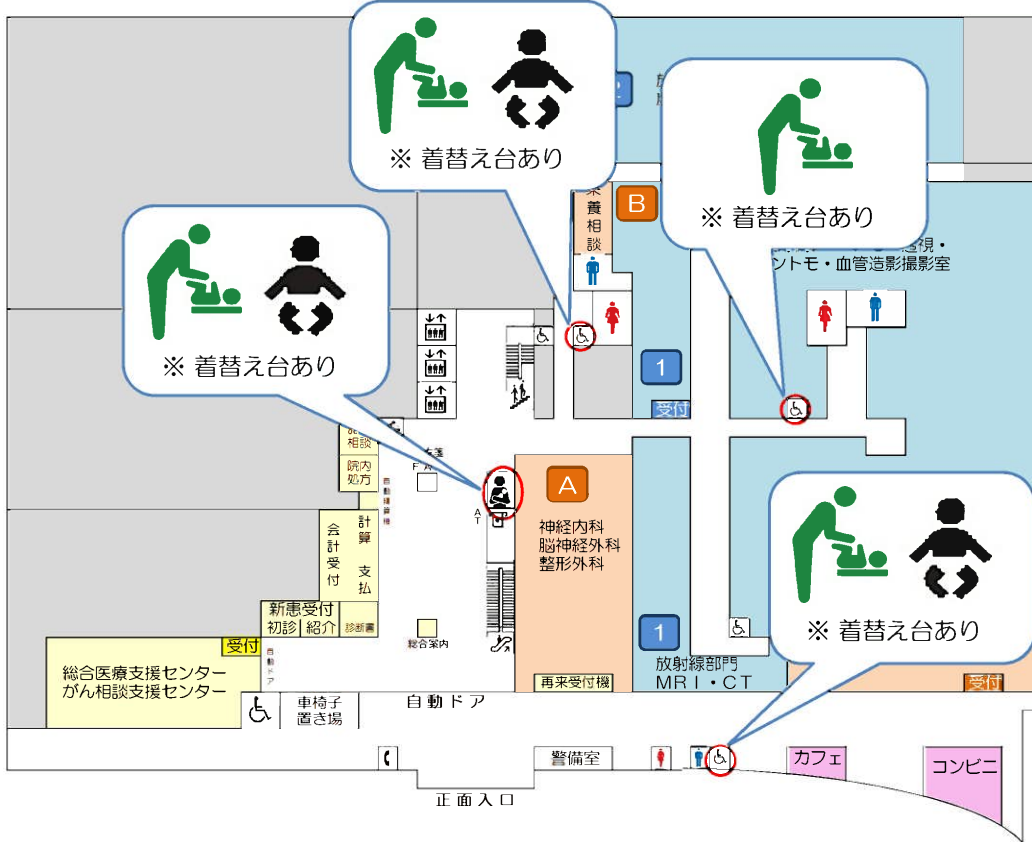 ※ 着替え台あり
※ 着替え台あり
※ 着替え台あり
※ 着替え台あり
栄養相談
B
透視・
ントモ・血管造影撮影室
1
受付
相談
院内
処方
A
神経内科
脳神経外科
整形外科
計算 支払
会計受付
新患受付
初診 紹介 診断書
総合案内
受付
自動ドア
総合医療支援センター
がん相談支援センター
1
放射線部門
MRI・CT
再来受付機
受付
車椅子
置き場
自動ドア
警備室
カフェ
コンビニ
正面入口